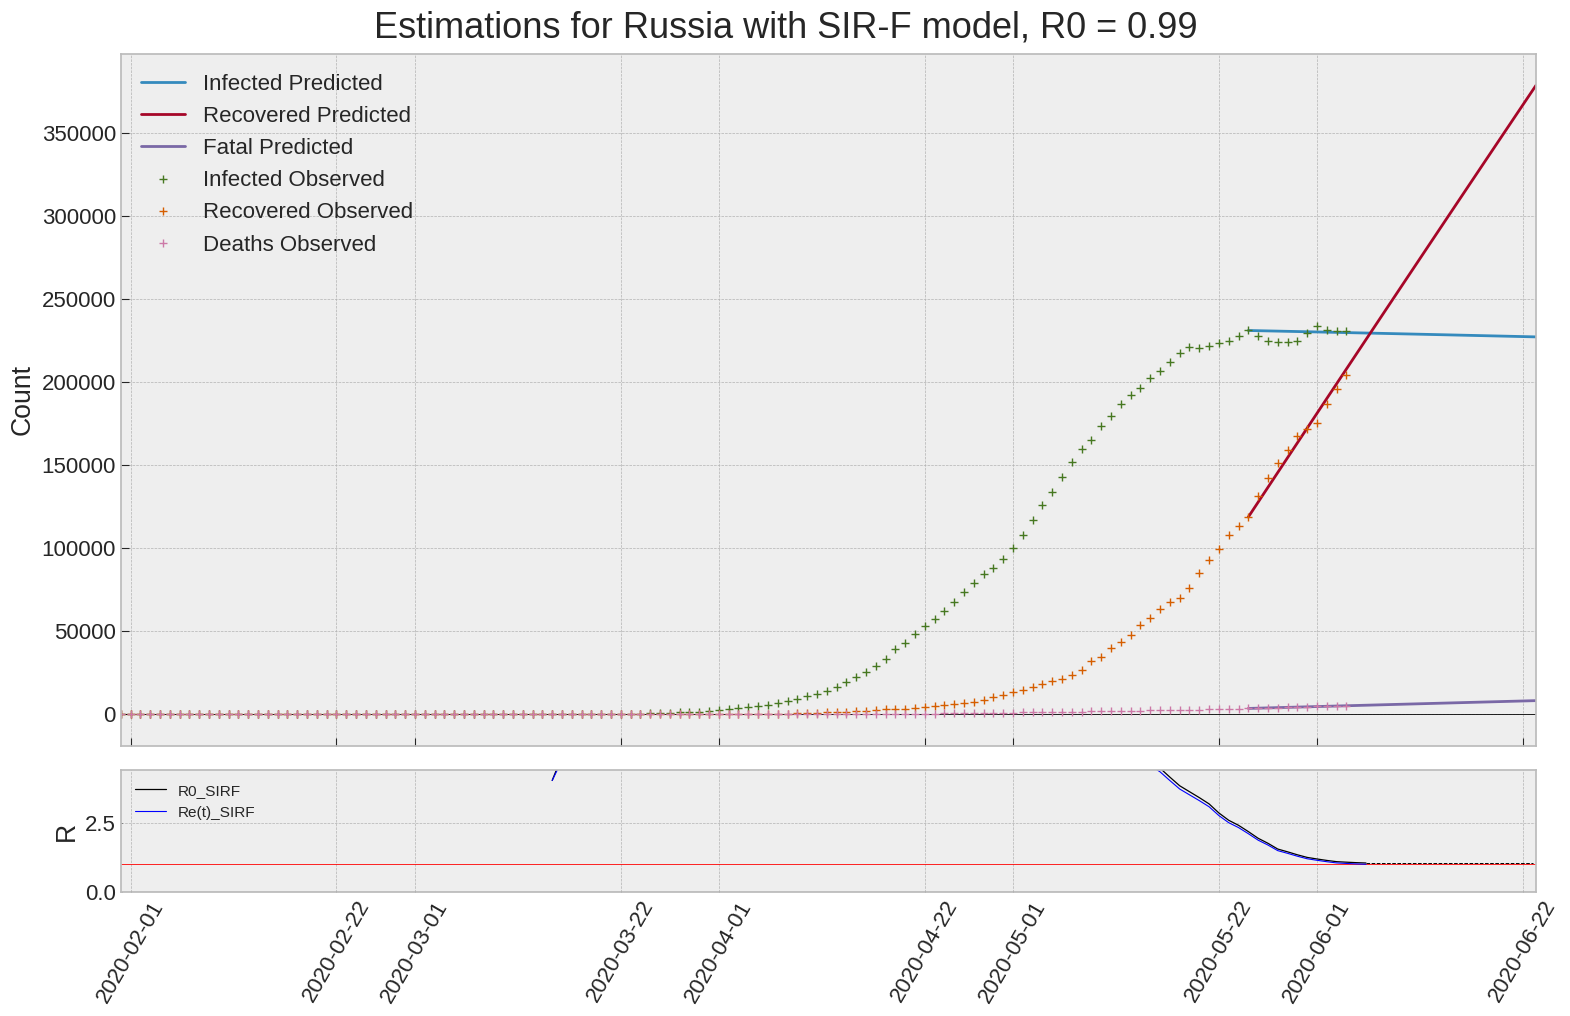 Estimations for Russia with SIR-F model, R0 = 0.99
Infected Predicted
Recovered Predicted
Fatal Predicted
Infected Observed
Recovered Observed
Deaths Observed
Count
350000
300000
250000
200000
150000
100000
50000
0
R0_SIRF
Re(t)_SIRF
R
2.5
0.0
2020-02-01
2020-02-22
2020-03-01
2020-03-22
2020-04-01
2020-04-22
2020-05-01
2020-05-22
2020-06-01
2020-06-22